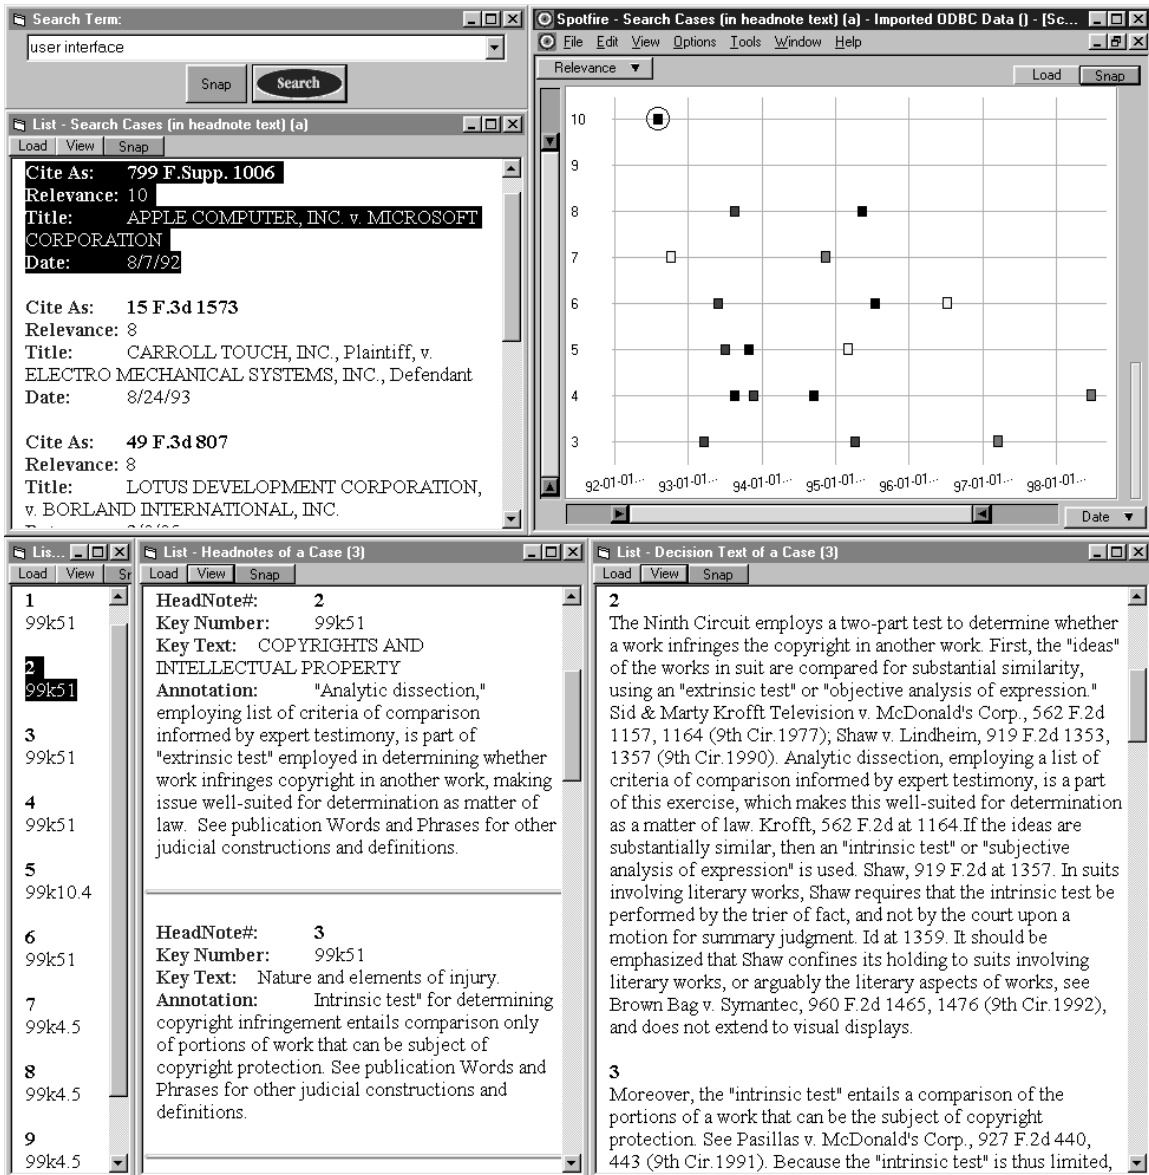 Search Term:
user interface
Snap
Search
List - Search Cases (in headnote text) (a)
Load View Snap
Cite As: 799 F.Supp. 1006
Relevance: 10
Title: APPLE COMPUTER, INC. v. MICROSOFT
CORPORATION
Date: 8/7/92
Cite As: 15 F.3d 1573
Relevance: 8
Title: CARROLL TOUCH, INC., Plaintiff, v.
ELECTRO MECHANICAL SYSTEMS, INC., Defendant
Date: 8/24/93
Cite As: 49 F.3d 807
Relevance: 8
Title: LOTUS DEVELOPMENT CORPORATION,
v. BORLAND INTERNATIONAL, INC.
Spotfire - Search Cases (in headnote text) (a) - Imported ODBC Data () - [Sc...
File Edit View Options Tools Window Help
Relevance
Load Snap
10
9
8
7
6
5
4
3
92-01-01... 93-01-01... 94-01-01... 95-01-01... 96-01-01... 97-01-01... 98-01-01...
Date
Lis...
Load View Sr
1
99k51
2
99k51
3
99k51
4
99k51
5
99k10.4
6
99k51
7
99k4.5
8
99k4.5
9
99k4.5
List - Headnotes of a Case (3)
Load View Snap
HeadNote#: 2
Key Number: 99k51
Key Text: COPYRIGHTS AND
INTELLECTUAL PROPERTY
Annotation: "Analytic dissection,"
employing list of criteria of comparison
informed by expert testimony, is part of
"extrinsic test" employed in determining whether
work infringes copyright in another work, making
issue well-suited for determination as matter of
law. See publication Words and Phrases for other
judicial constructions and definitions.
HeadNote#: 3
Key Number: 99k51
Key Text: Nature and elements of injury.
Annotation: Intrinsic test" for determining
copyright infringement entails comparison only
of portions of work that can be subject of
copyright protection. See publication Words and
Phrases for other judicial constructions and
definitions.
List - Decision Text of a Case (3)
Load View Snap
2
The Ninth Circuit employs a two-part test to determine whether
a work infringes the copyright in another work. First, the "ideas"
of the works in suit are compared for substantial similarity,
using an "extrinsic test" or "objective analysis of expression."
Sid & Marty Krofft Television v. McDonald's Corp., 562 F.2d
1157, 1164 (9th Cir.1977); Shaw v. Lindheim, 919 F.2d 1353,
1357 (9th Cir.1990). Analytic dissection, employing a list of
criteria of comparison informed by expert testimony, is a part
of this exercise, which makes this well-suited for determination
as a matter of law. Krofft, 562 F.2d at 1164.If the ideas are
substantially similar, then an "intrinsic test" or "subjective
analysis of expression" is used. Shaw, 919 F.2d at 1357. In suits
involving literary works, Shaw requires that the intrinsic test be
performed by the trier of fact, and not by the court upon a
motion for summary judgment. Id at 1359. It should be
emphasized that Shaw confines its holding to suits involving
literary works, or arguably the literary aspects of works, see
Brown Bag v. Symantec, 960 F.2d 1465, 1476 (9th Cir.1992),
and does not extend to visual displays.
3
Moreover, the "intrinsic test" entails a comparison of the
portions of a work that can be the subject of copyright
protection. See Pasillas v. McDonald's Corp., 927 F.2d 440,
443 (9th Cir.1991). Because the "intrinsic test" is thus limited,